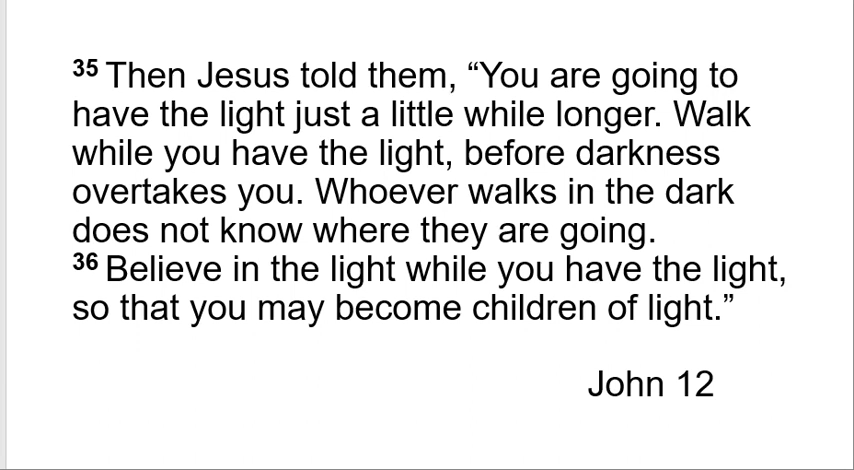 35 Then Jesus told them, “You are going to
have the light just a little while longer. Walk
while you have the light, before darkness
overtakes you. Whoever walks in the dark
does not know where they are going.
36 Believe in the light while you have the light,
so that you may become children of light.”
John 12